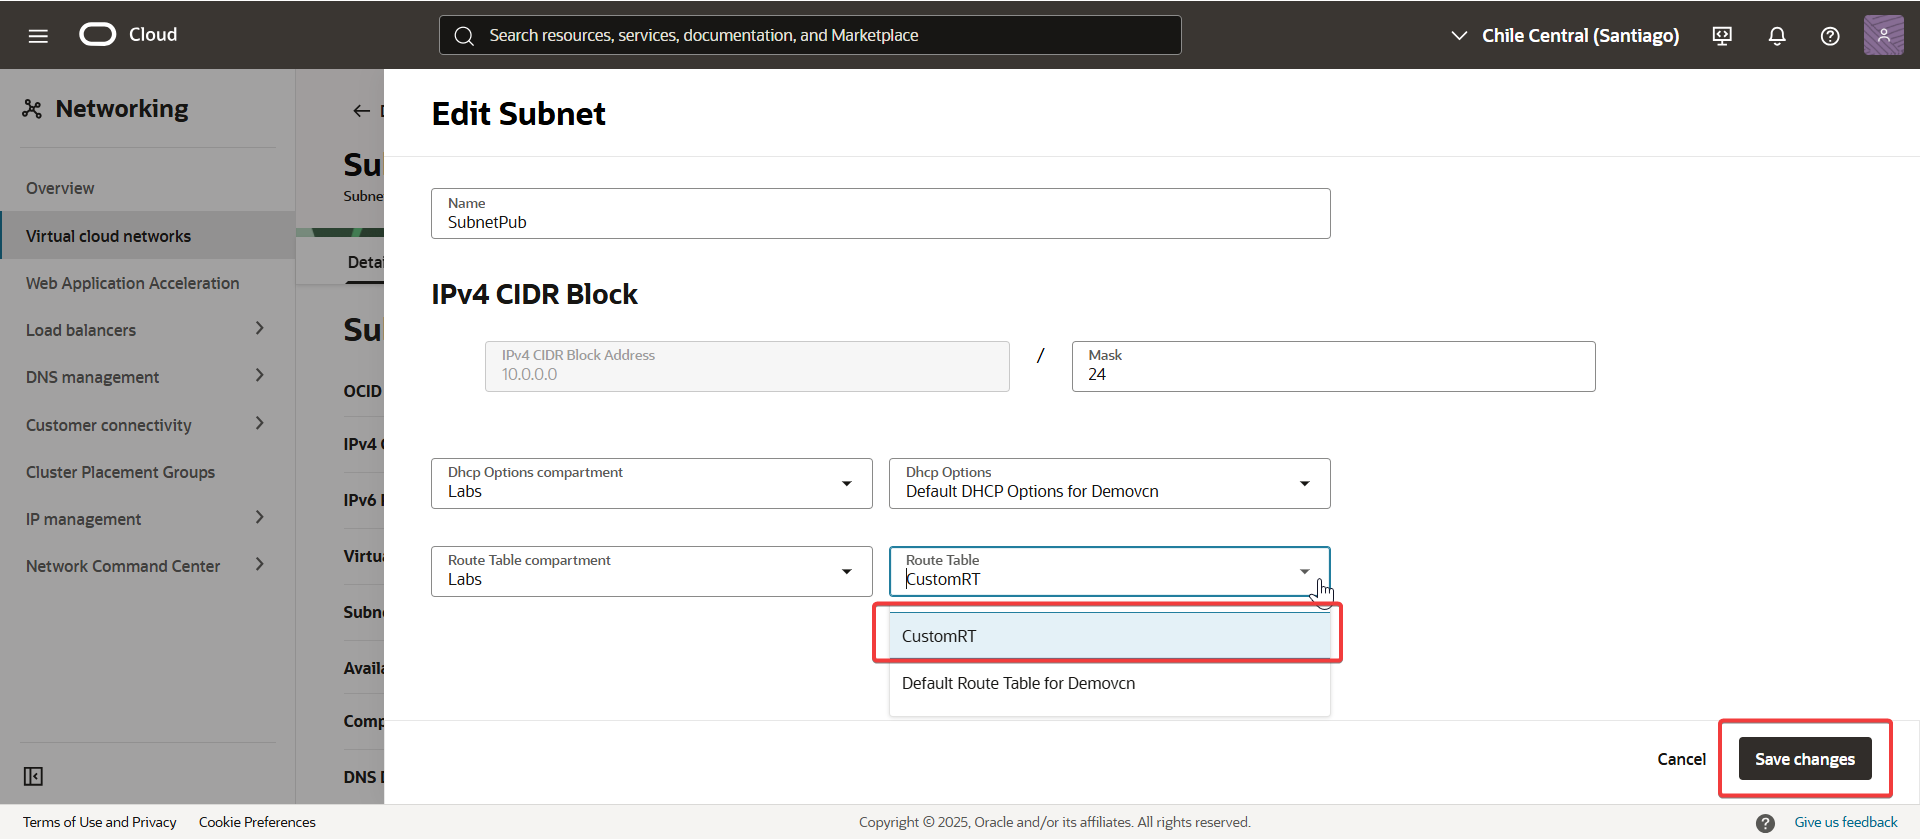 Cloud
Search resources, services, documentation, and Marketplace
Chile Central (Santiago)
Networking
Overview
Virtual cloud networks
Web Application Acceleration
Load balancers
DNS management
Customer connectivity
Cluster Placement Groups
IP management
Network Command Center
Su
Subne
Detai
Su
OCID
IPv4
IPv6
Virtua
Subne
Availa
Comp
DNS
Edit Subnet
Name
SubnetPub
IPv4 CIDR Block
IPv4 CIDR Block Address
10.0.0.0
/
Mask
24
Dhcp Options compartment
Labs
Dhcp Options
Default DHCP Options for Demovcn
Route Table compartment
Labs
Route Table
CustomRT
CustomRT
Default Route Table for Demovcn
Cancel
Save changes
Terms of Use and Privacy
Cookie Preferences
Copyright © 2025, Oracle and/or its affiliates. All rights reserved.
Give us feedback